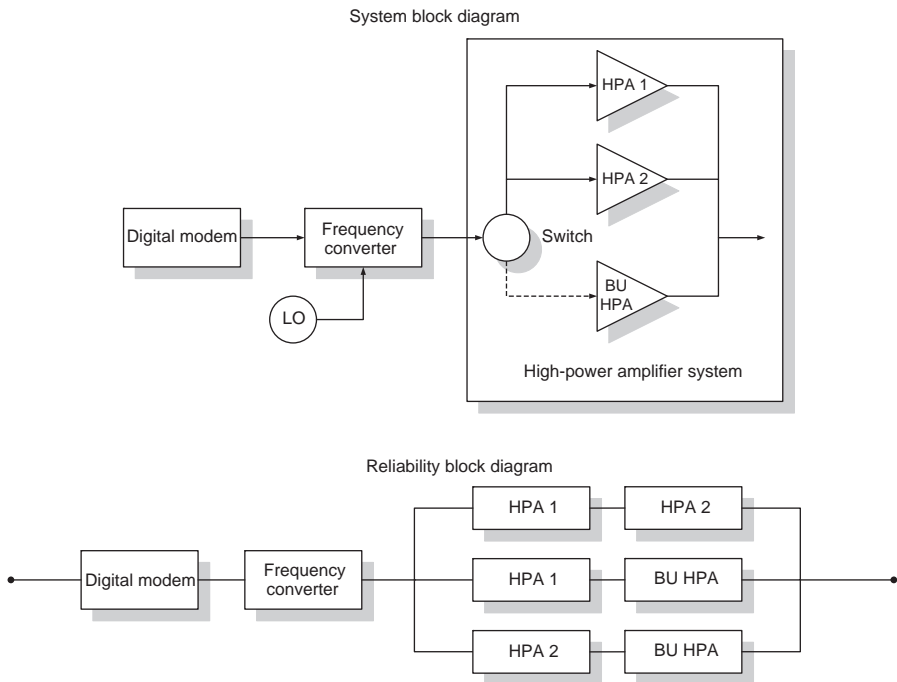 System block diagram
HPA 1
HPA 2
Digital modem
Frequency
converter
Switch
LO
BU
HPA
High-power amplifier system
Reliability block diagram
HPA 1
HPA 2
Digital modem
Frequency
converter
HPA 1
BU HPA
HPA 2
BU HPA